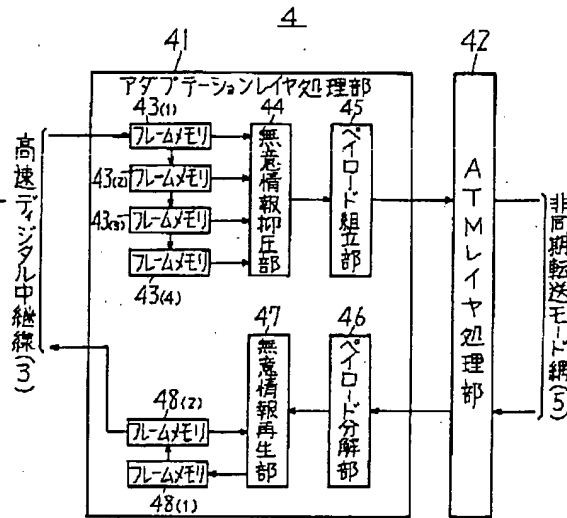 4
41
42
アダプテーションレイヤ処理部
43(1)
44
45
フレームメモリ
43(2)
フレームメモリ
43(3)
フレームメモリ
フレームメモリ
43(4)
無意情報抑圧部
ペイロード組立部
高速ディジタル中継線(3)
ATMレイヤ処理部
非同期転送モード網(5)
47
46
無意情報再生部
ペイロード分解部
48(2)
フレームメモリ
フレームメモリ
48(1)